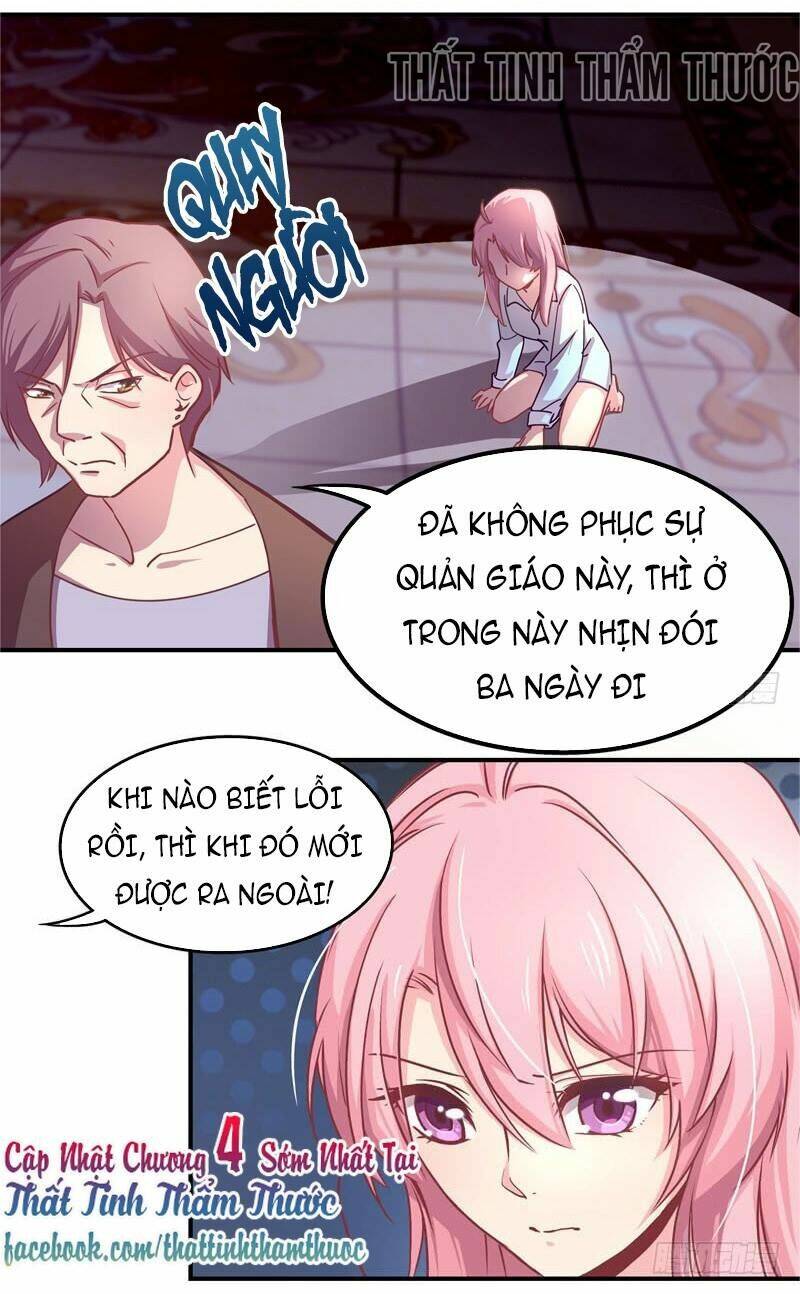 THẤT TINH THẨM THƯỚC
QUAY
NGƯỜI
ĐÃ KHÔNG PHỤC SỰ
QUẢN GIÁO NÀY, THÌ Ở
TRONG NÀY NHỊN ĐÓI
BA NGÀY ĐI
KHI NÀO BIẾT LỖI
RỒI, THÌ KHI ĐÓ MỚI
ĐƯỢC RA NGOÀI!
Cập Nhật Chương 4 Sớm Nhất Tại
Thất Tinh Thẩm Thước
facebook.com/thattinhthamthuoc